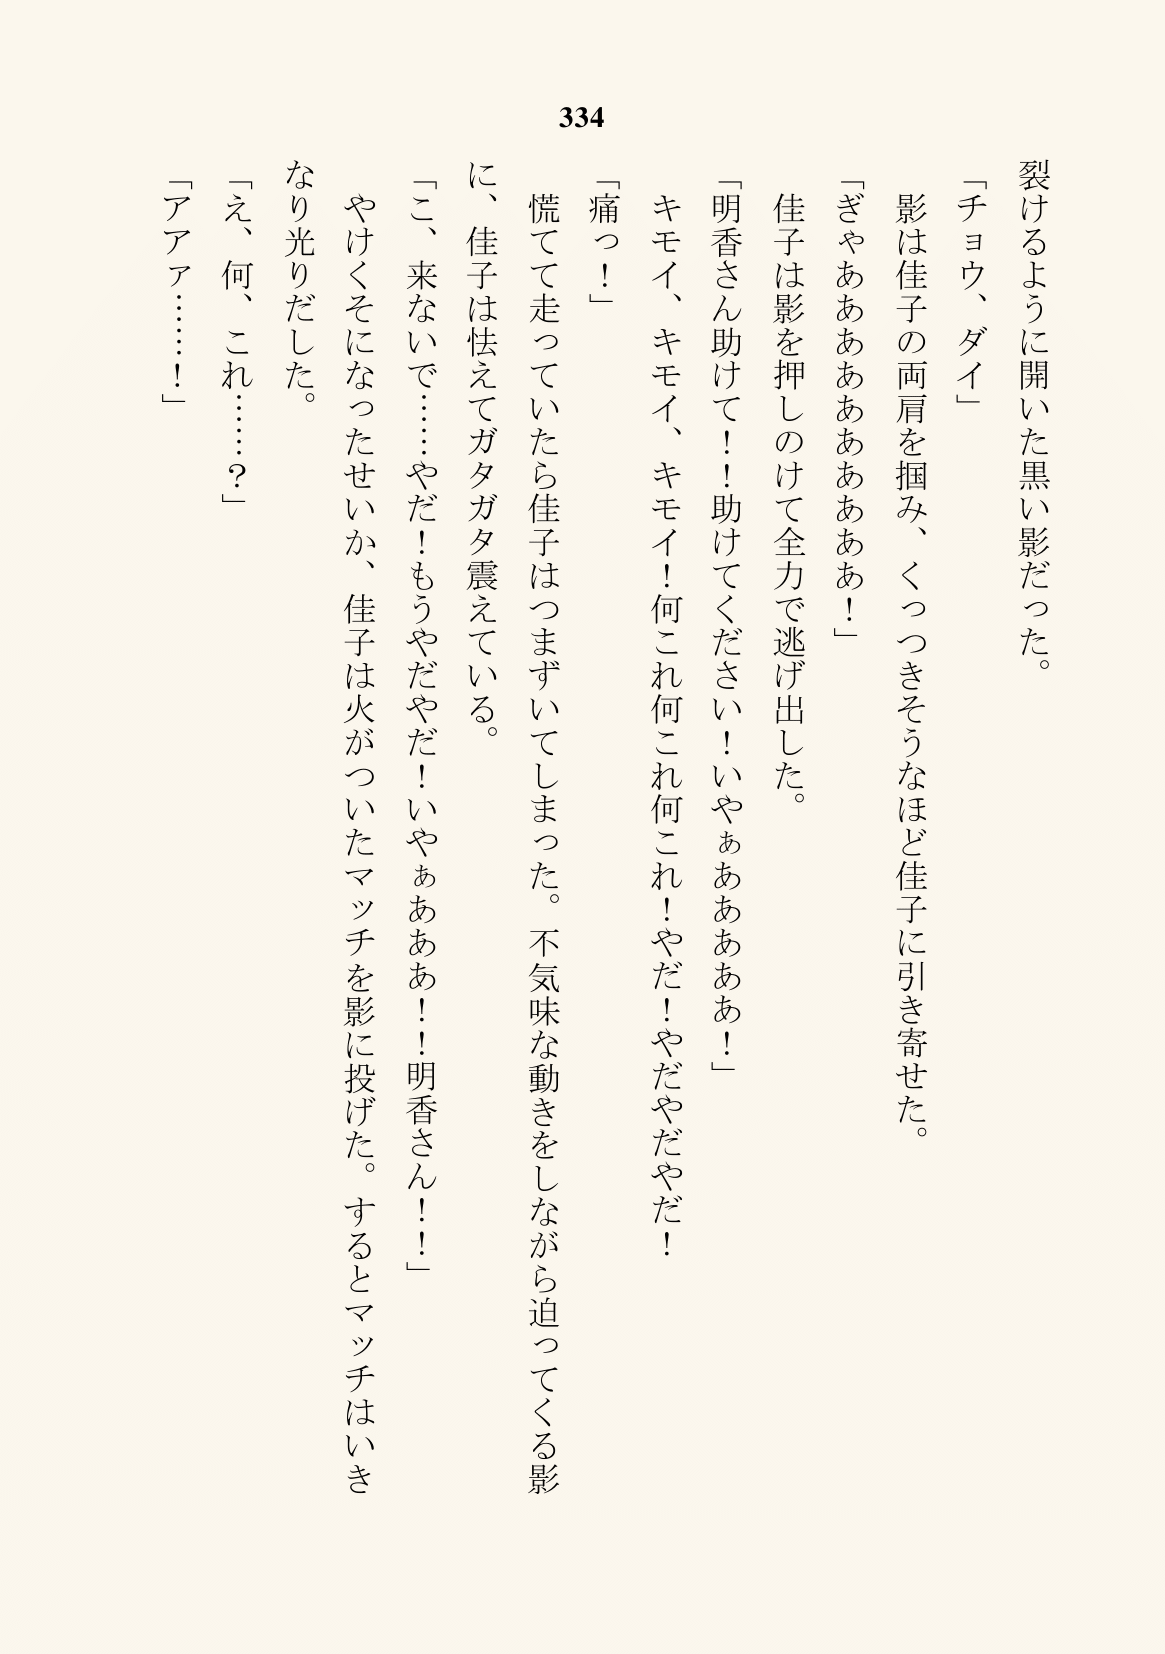 334
裂けるように開いた黒い影だった。
「チョウ、ダイ」
　影は佳子の両肩を掴み、くっつきそうなほど佳子に引き寄せた。
「ぎゃああああああああああ！」
　佳子は影を押しのけて全力で逃げ出した。
「明香さん助けて！！助けてください！いやぁあああああ！」
　キモイ、キモイ、キモイ！何これ何これ何これ！やだ！やだやだやだ！
「痛っ！」
　慌てて走っていたら佳子はつまずいてしまった。不気味な動きをしながら迫ってくる影
に、佳子は怯えてガタガタ震えている。
「こ、来ないで……やだ！もうやだやだ！いやぁあああ！！明香さん！！」
　やけくそになったせいか、佳子は火がついたマッチを影に投げた。するとマッチはいき
なり光りだした。
「え、何、これ……？」
「アアァ……！」